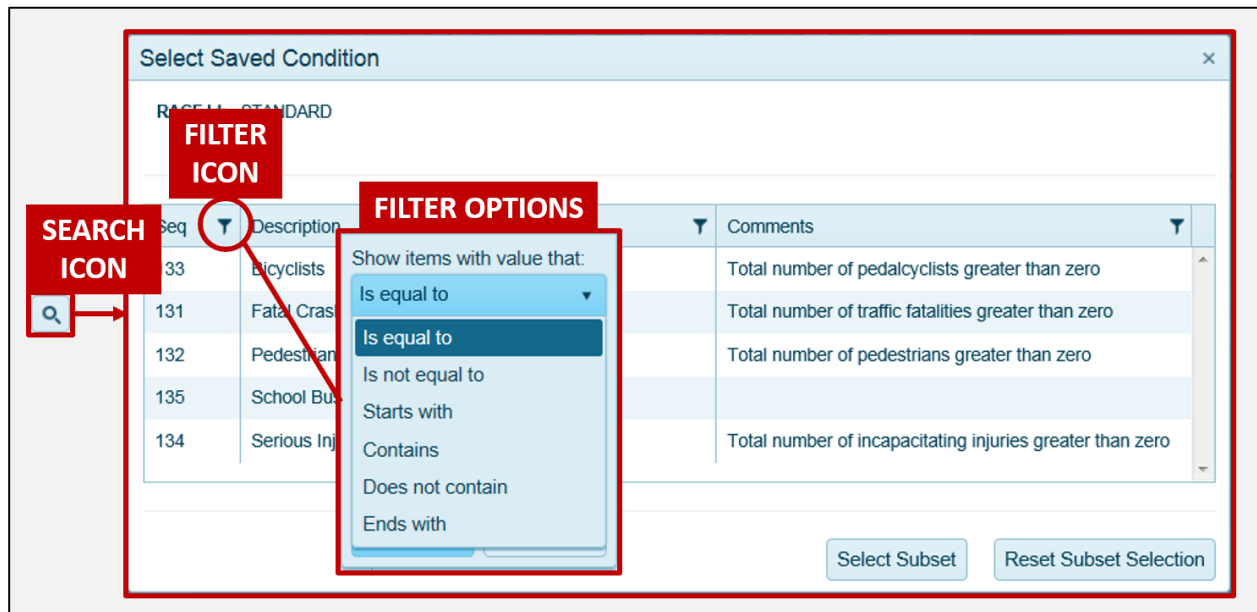 Select Saved Condition ×
STANDARD
FILTER
ICON
FILTER OPTIONS
SEARCH
ICON
Seq Description Comments
133 Bicyclists Total number of pedalcyclists greater than zero
131 Fatal Total number of traffic fatalities greater than zero
132 Pedestrian Total number of pedestrians greater than zero
135 School
134 Serious Total number of incapacitating injuries greater than zero
Show items with value that:
Is equal to
Is equal to
Is not equal to
Starts with
Contains
Does not contain
Ends with
Select Subset Reset Subset Selection